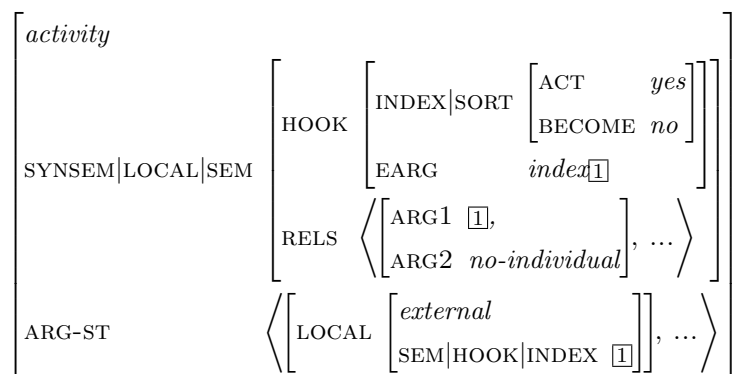 activity
SYNSEM|LOCAL|SEM
HOOK
INDEX|SORT
ACT yes
BECOME no
EARG index 1
RELS
ARG1 1,
ARG2 no-individual
, ...
ARG-ST
LOCAL
external
SEM|HOOK|INDEX 1
, ...